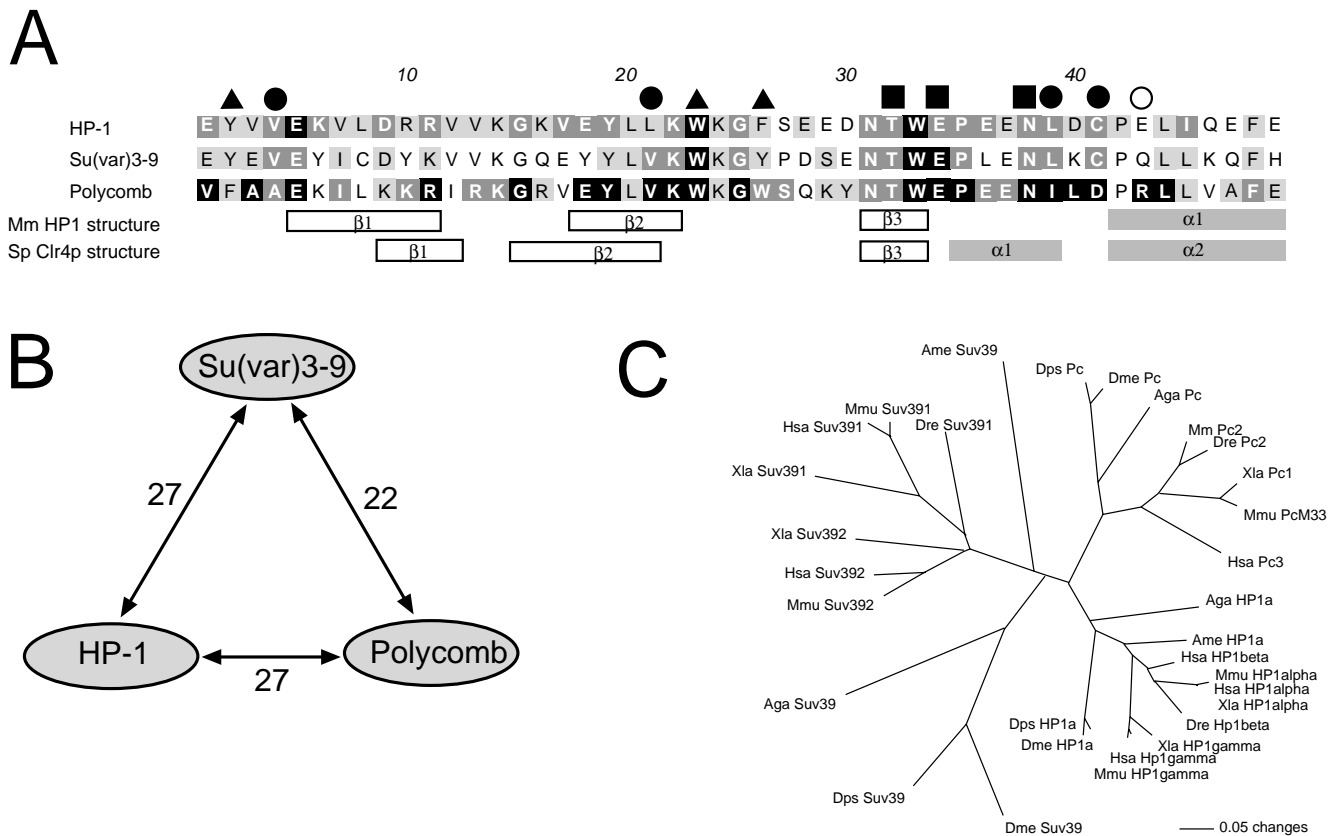 A
10 20 30 40
HP-1 E Y V V E K V L D R R V V K G K V E Y L L K W K G F S E E D N T W E P E E N L D C P E L I Q E F E
Su(var)3-9 E Y E V E Y I C D Y K V V K G Q E Y Y L V K W K G Y P D S E N T W E P L E N L K C P Q L L K Q F H
Polycomb V F A A E K I L K K R I R K G R V E Y L V K W K G W S Q K Y N T W E P E E N I L D P R L L V A F E
Mm HP1 structure β1 β2 β3 α1
Sp Clr4p structure β1 β2 β3 α1 α2
B
Su(var)3-9
27
22
HP-1
Polycomb
27
C
Ame Suv39
Dps Pc
Dme Pc
Aga Pc
Mmu Suv391
Hsa Suv391
Dre Suv391
Mm Pc2
Dre Pc2
Xla Suv391
Xla Pc1
Mmu PcM33
Xla Suv392
Hsa Pc3
Hsa Suv392
Mmu Suv392
Aga HP1a
Ame HP1a
Hsa HP1beta
Mmu HP1alpha
Hsa HP1alpha
Xla HP1alpha
Aga Suv39
Dps HP1a
Dre Hp1beta
Dme HP1a
Xla HP1gamma
Hsa Hp1gamma
Mmu HP1gamma
Dps Suv39
Dme Suv39
0.05 changes